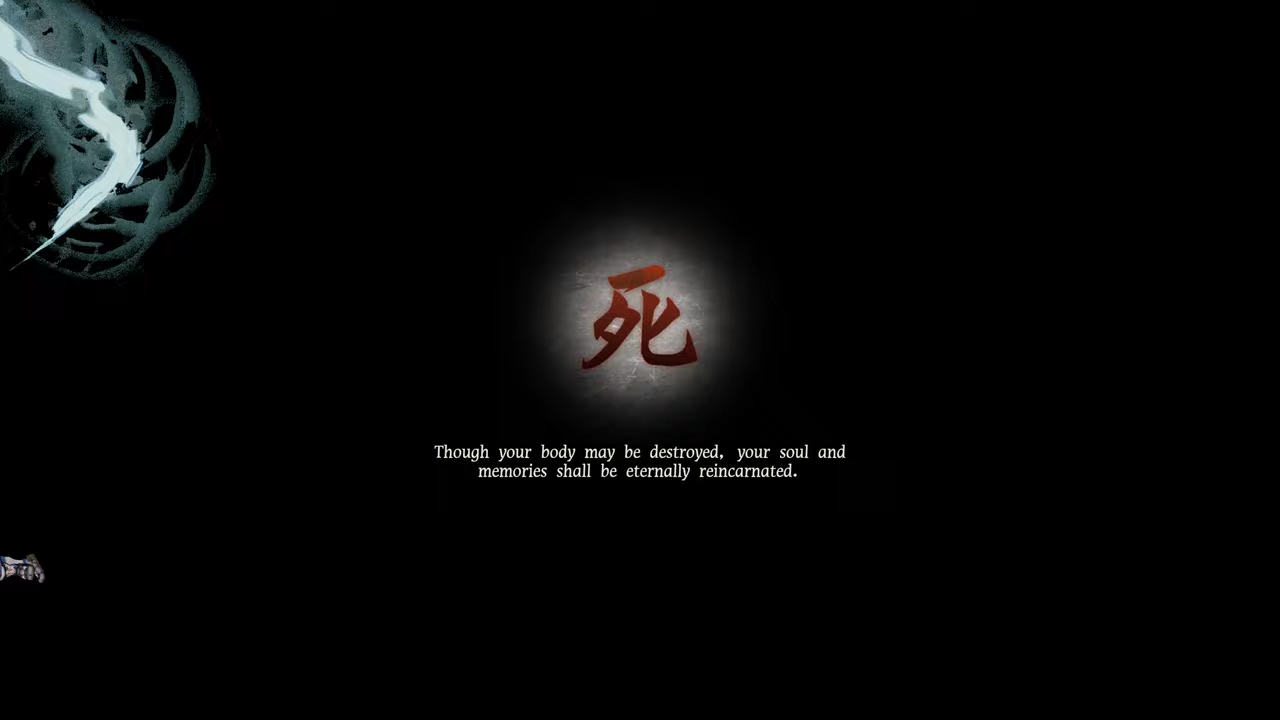 死
Though your body may be destroyed, your soul and
memories shall be eternally reincarnated.